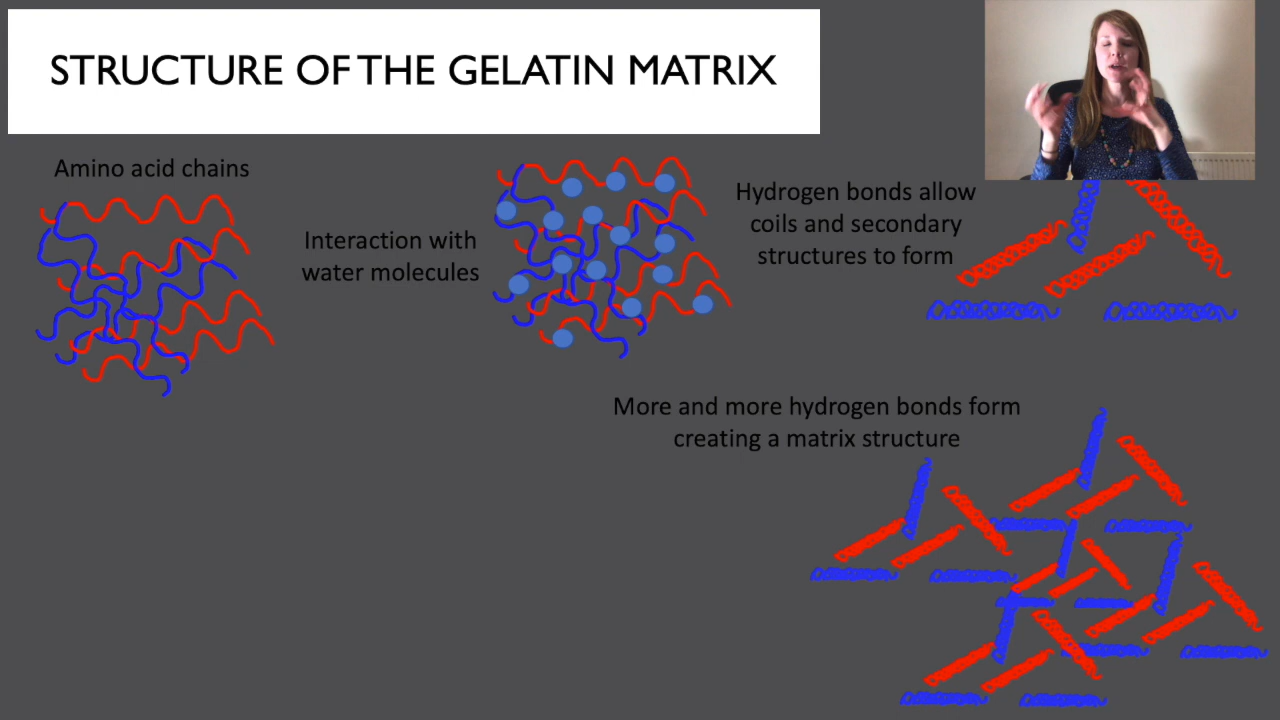 STRUCTURE OF THE GELATIN MATRIX
Amino acid chains
Interaction with
water molecules
Hydrogen bonds allow
coils and secondary
structures to form
More and more hydrogen bonds form
creating a matrix structure